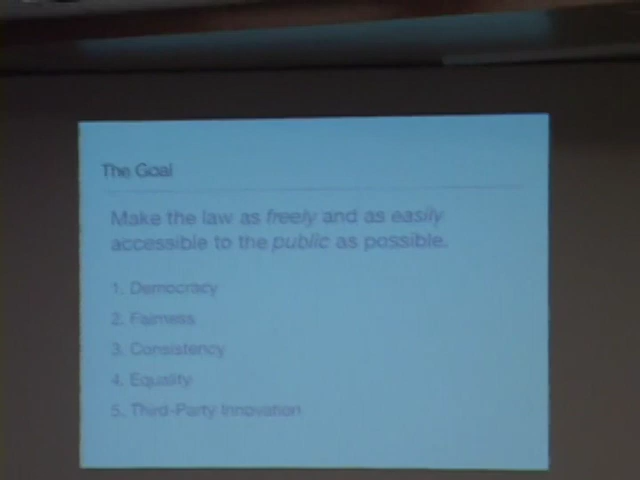 The Goal
Make the law as freely and as easily
accessible to the public as possible.
1. Democracy
2. Fairness
3. Consistency
4. Equality
5. Third-Party Innovation